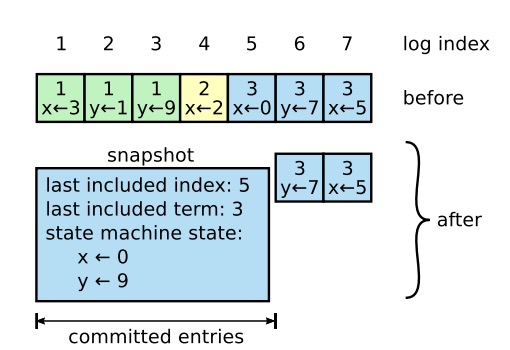 1 2 3 4 5 6 7 log index
1 1 1 2 3 3 3
x←3 y←1 y←9 x←2 x←0 y←7 x←5 before
snapshot
3 3
y←7 x←5
last included index: 5
last included term: 3
state machine state:
x ← 0
y ← 9
after
committed entries